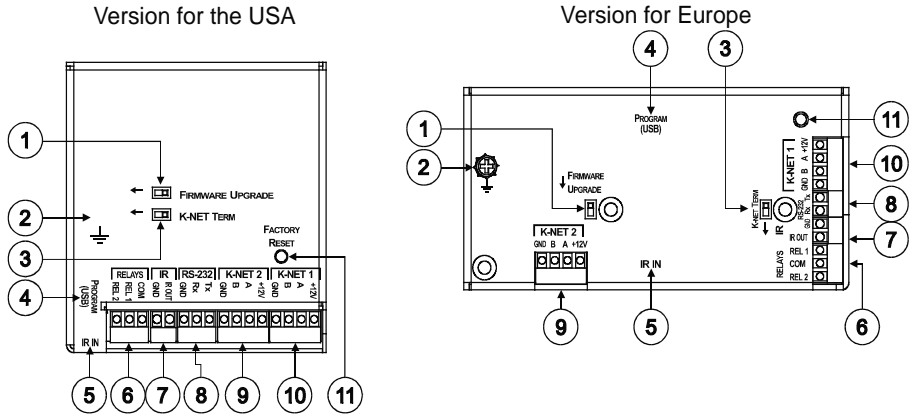 Version for the USA
1
2
3
4
5
6
7
8
9
10
11
FIRMWARE UPGRADE
K-NET TERM
FACTORY
RESET
PROGRAM
(USB)
IR IN
RELAYS IR RS-232 K-NET 2 K-NET 1
REL 2 REL 1 COM GND IR OUT GND Rx Tx GND B A +12V GND B A +12V
Version for Europe
4
3
1
2
11
10
8
7
6
9
5
PROGRAM
(USB)
FIRMWARE
UPGRADE
K-NET TERM
K-NET 2
GND B A +12V
IR IN
K-NET 1
+12V
A
B
GND
RS-232
Tx
Rx
GND
IR
IR OUT
RELAYS
REL 1
COM
REL 2